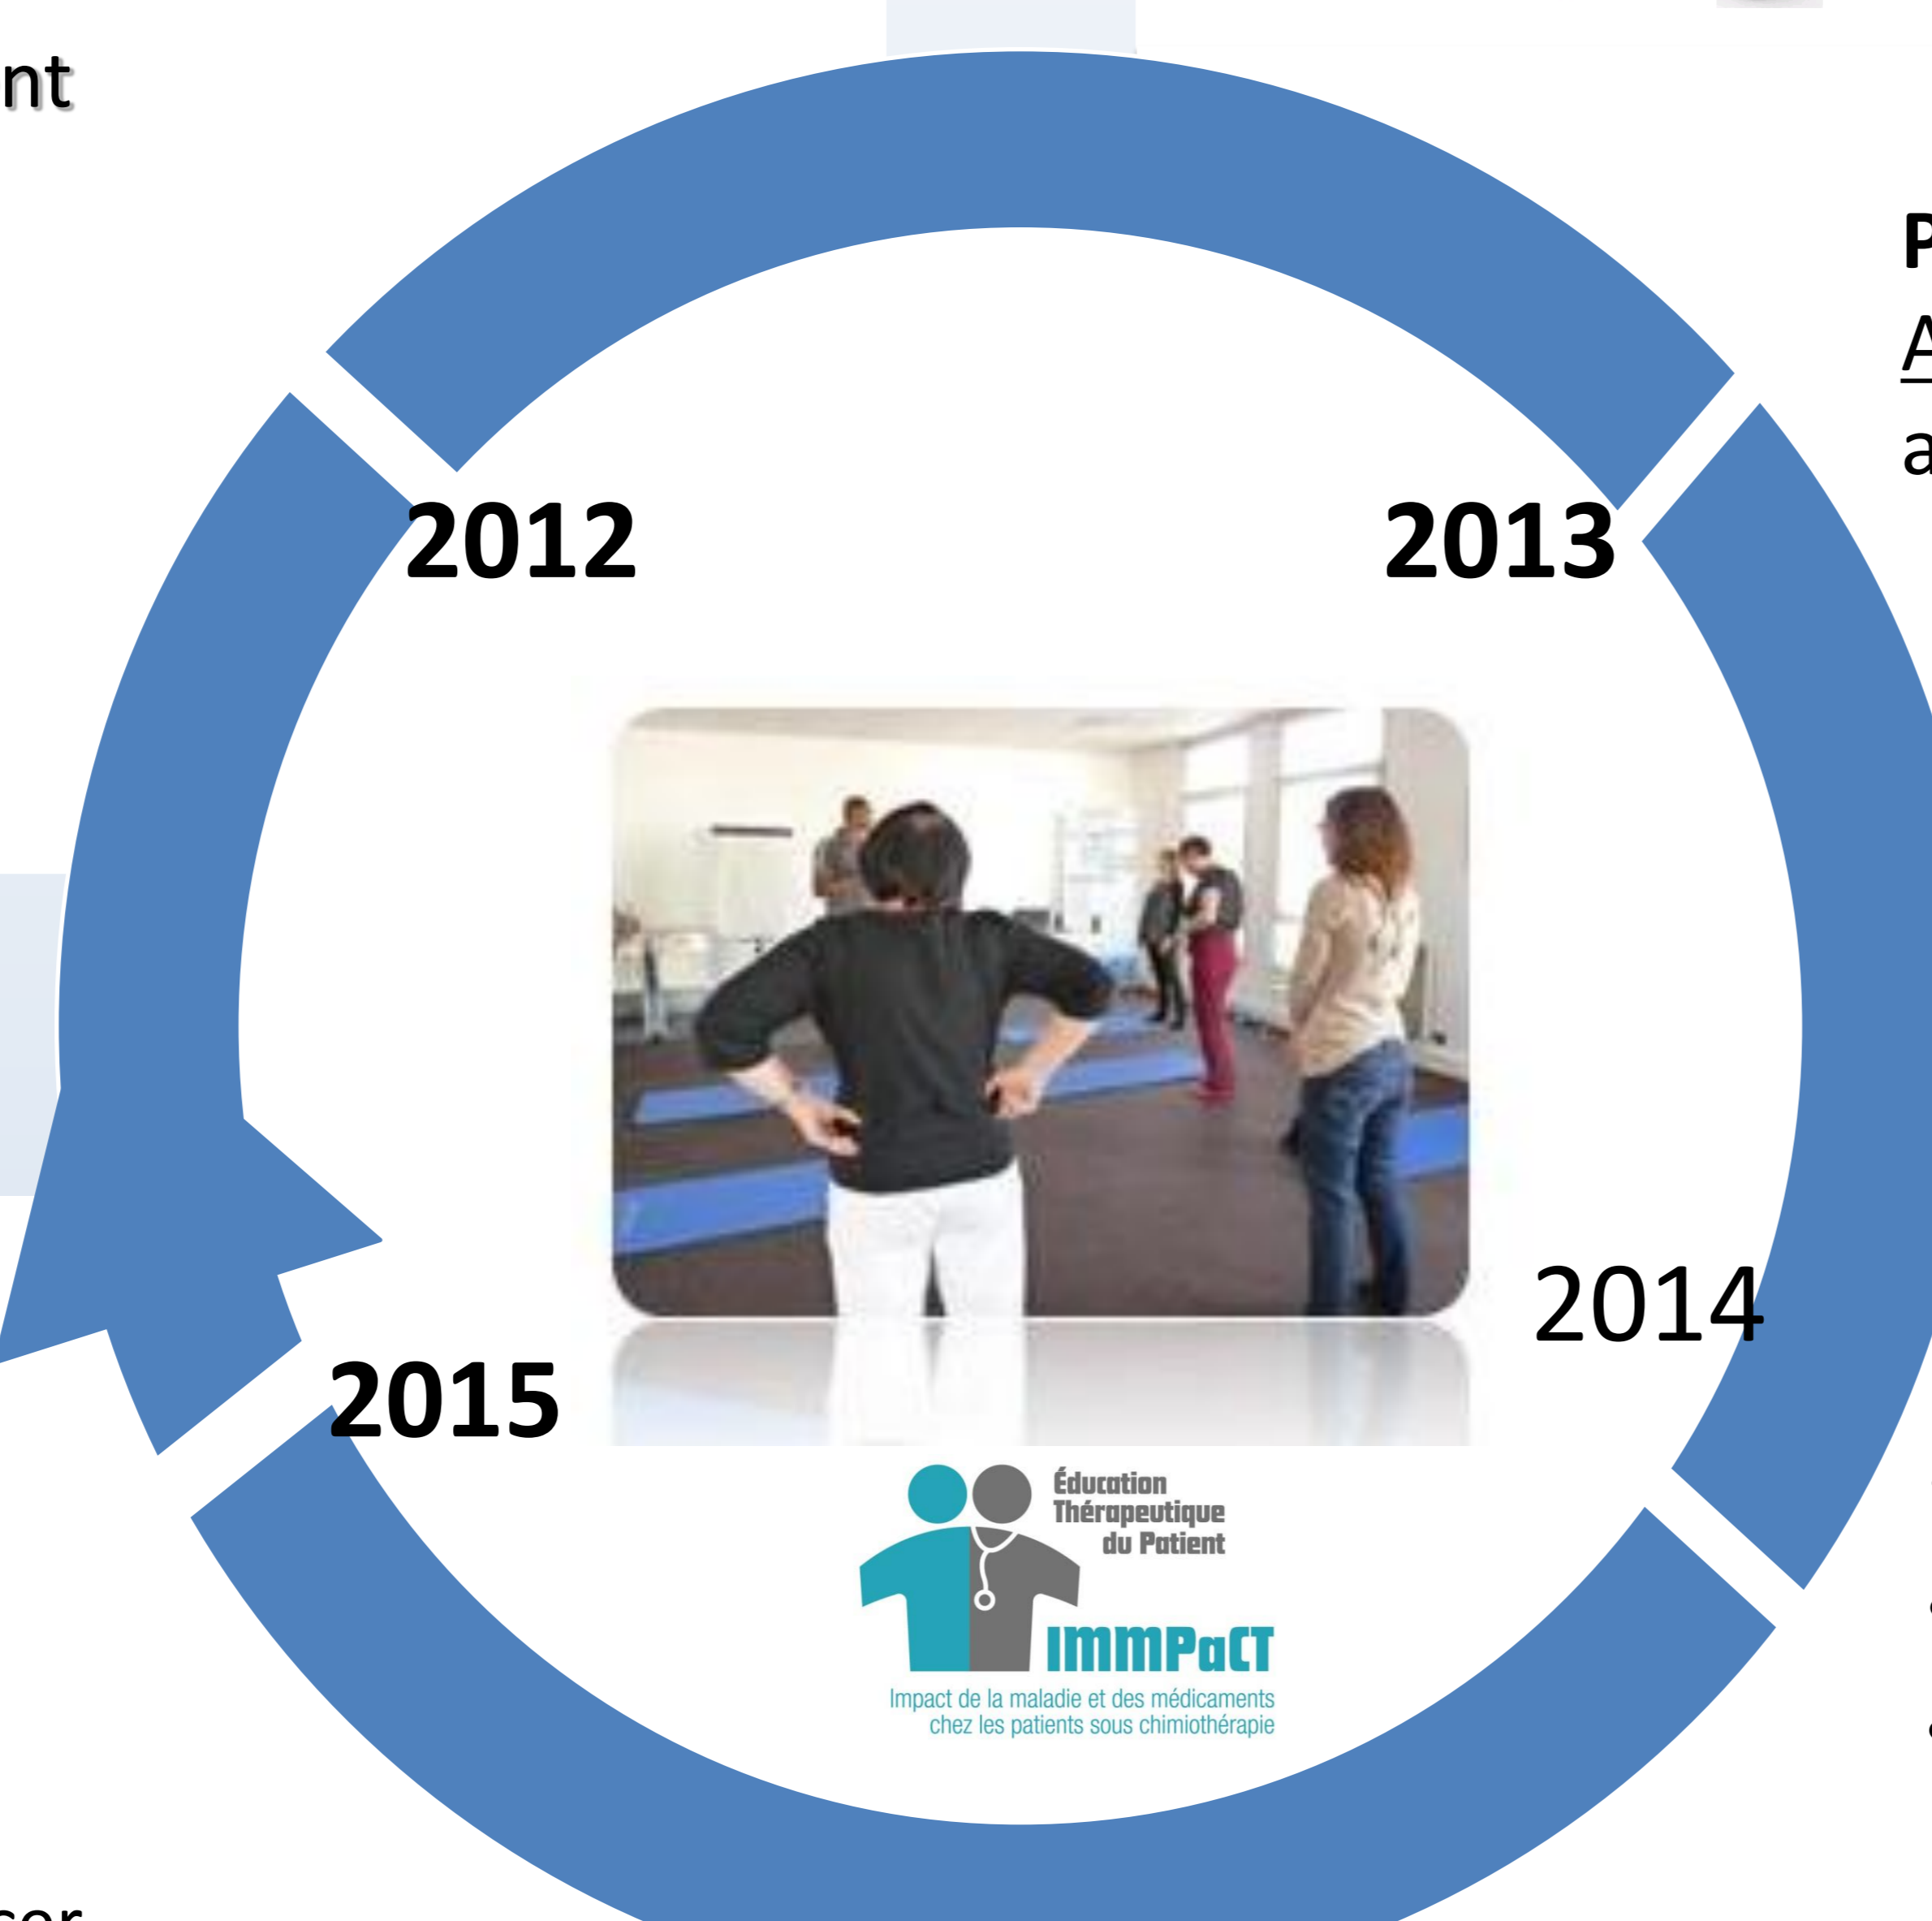 nt
2012
2013
2014
2015
Éducation
Thérapeutique
du Patient
ImmPaCT
Impact de la maladie et des médicaments
chez les patients sous chimiothérapie